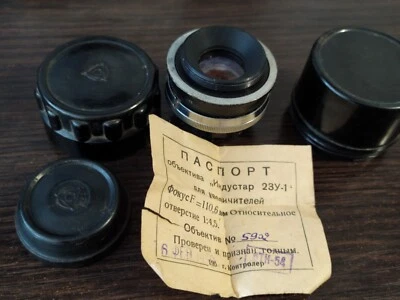 ПАСПОРТ
объектива "Индустар 23У-1"
для увеличителей
Фокус F=110,6 мм Относительное
отверстие 1:4,5.
Объектив №
Проверен и признан годным.
195 г. Контролер